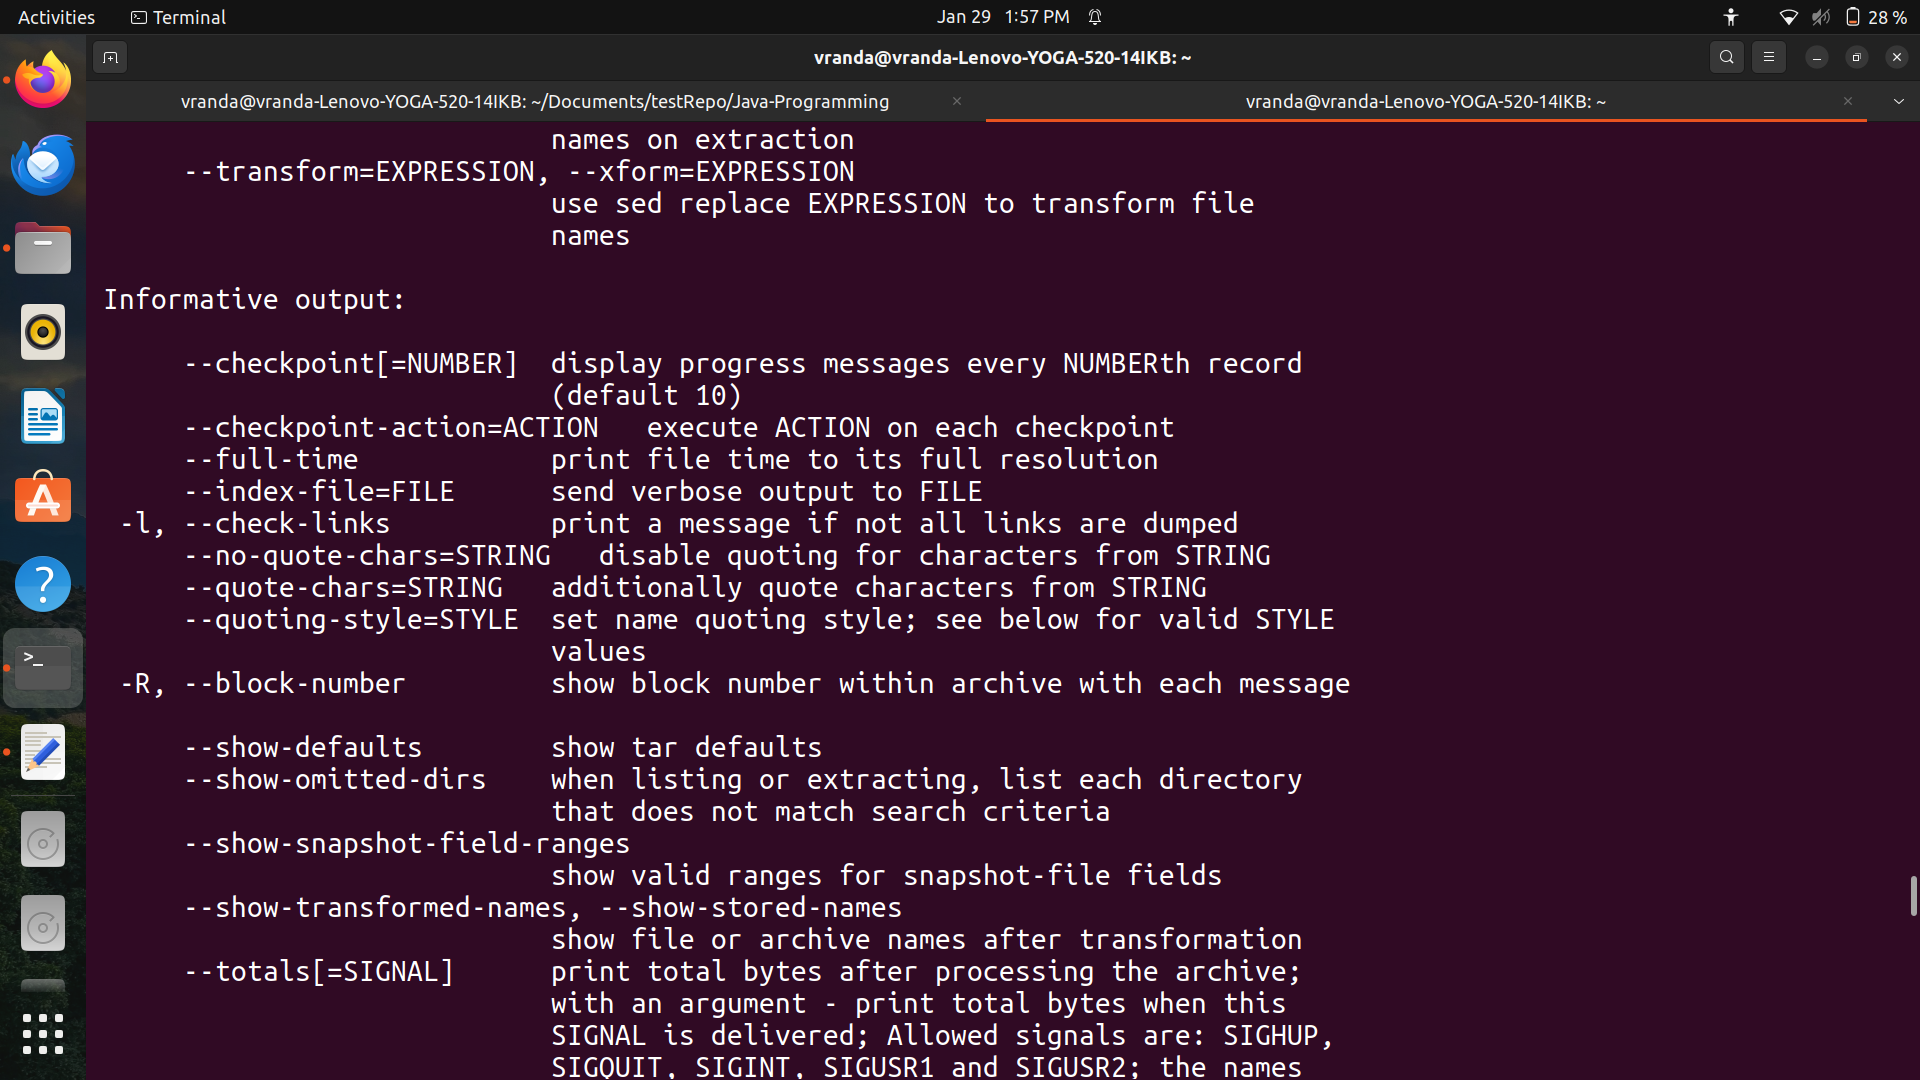 Activities
Terminal
Jan 29 1:57 PM
28 %
vranda@vranda-Lenovo-YOGA-520-14IKB: ~
vranda@vranda-Lenovo-YOGA-520-14IKB: ~/Documents/testRepo/Java-Programming
vranda@vranda-Lenovo-YOGA-520-14IKB: ~
names on extraction
--transform=EXPRESSION, --xform=EXPRESSION
use sed replace EXPRESSION to transform file
names
Informative output:
--checkpoint[=NUMBER] display progress messages every NUMBERth record
(default 10)
--checkpoint-action=ACTION execute ACTION on each checkpoint
--full-time print file time to its full resolution
--index-file=FILE send verbose output to FILE
-l, --check-links print a message if not all links are dumped
--no-quote-chars=STRING disable quoting for characters from STRING
--quote-chars=STRING additionally quote characters from STRING
--quoting-style=STYLE set name quoting style; see below for valid STYLE
values
-R, --block-number show block number within archive with each message
--show-defaults show tar defaults
--show-omitted-dirs when listing or extracting, list each directory
that does not match search criteria
--show-snapshot-field-ranges
show valid ranges for snapshot-file fields
--show-transformed-names, --show-stored-names
show file or archive names after transformation
--totals[=SIGNAL] print total bytes after processing the archive;
with an argument - print total bytes when this
SIGNAL is delivered; Allowed signals are: SIGHUP,
SIGQUIT, SIGINT, SIGUSR1 and SIGUSR2; the names